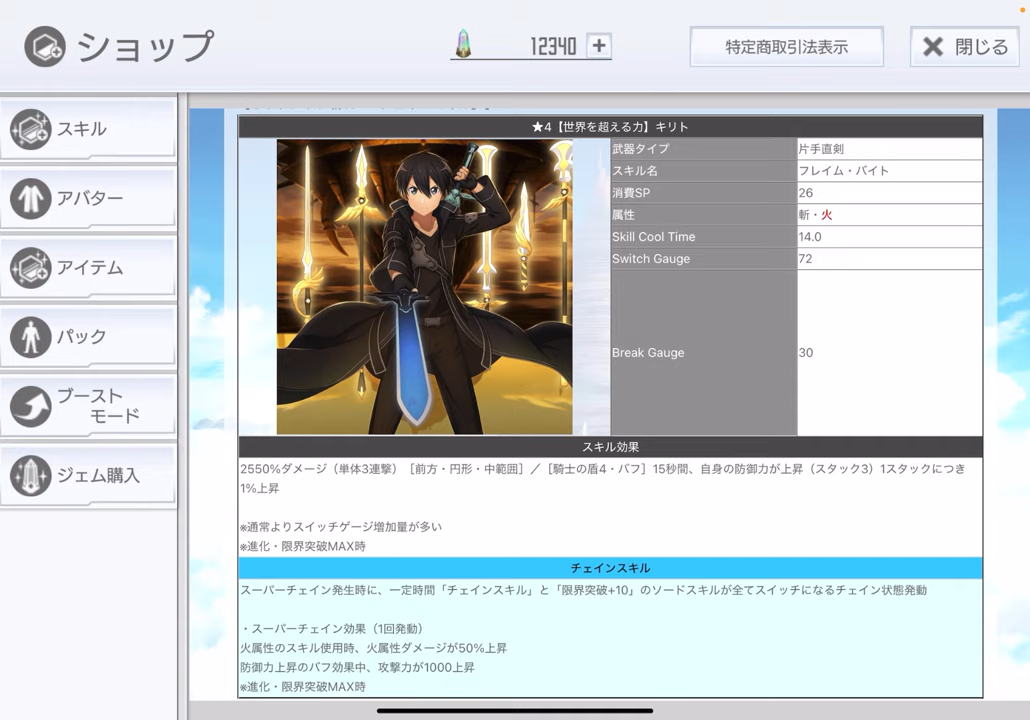 ショップ
12340
特定商取引法表示
閉じる
スキル
アバター
アイテム
パック
ブースト
モード
ジェム購入
★4【世界を超える力】キリト
武器タイプ 片手直剣
スキル名 フレイム・バイト
消費SP 26
属性 斬・火
Skill Cool Time 14.0
Switch Gauge 72
Break Gauge 30
スキル効果
2550%ダメージ（単体3連撃）［前方・円形・中範囲］／［騎士の盾4・バフ］15秒間、自身の防御力が上昇（スタック3）1スタックにつき
1%上昇
※通常よりスイッチゲージ増加量が多い
※進化・限界突破MAX時
チェインスキル
スーパーチェイン発生時に、一定時間「チェインスキル」と「限界突破+10」のソードスキルが全てスイッチになるチェイン状態発動
・スーパーチェイン効果（1回発動）
火属性のスキル使用時、火属性ダメージが50%上昇
防御力上昇のバフ効果中、攻撃力が1000上昇
※進化・限界突破MAX時